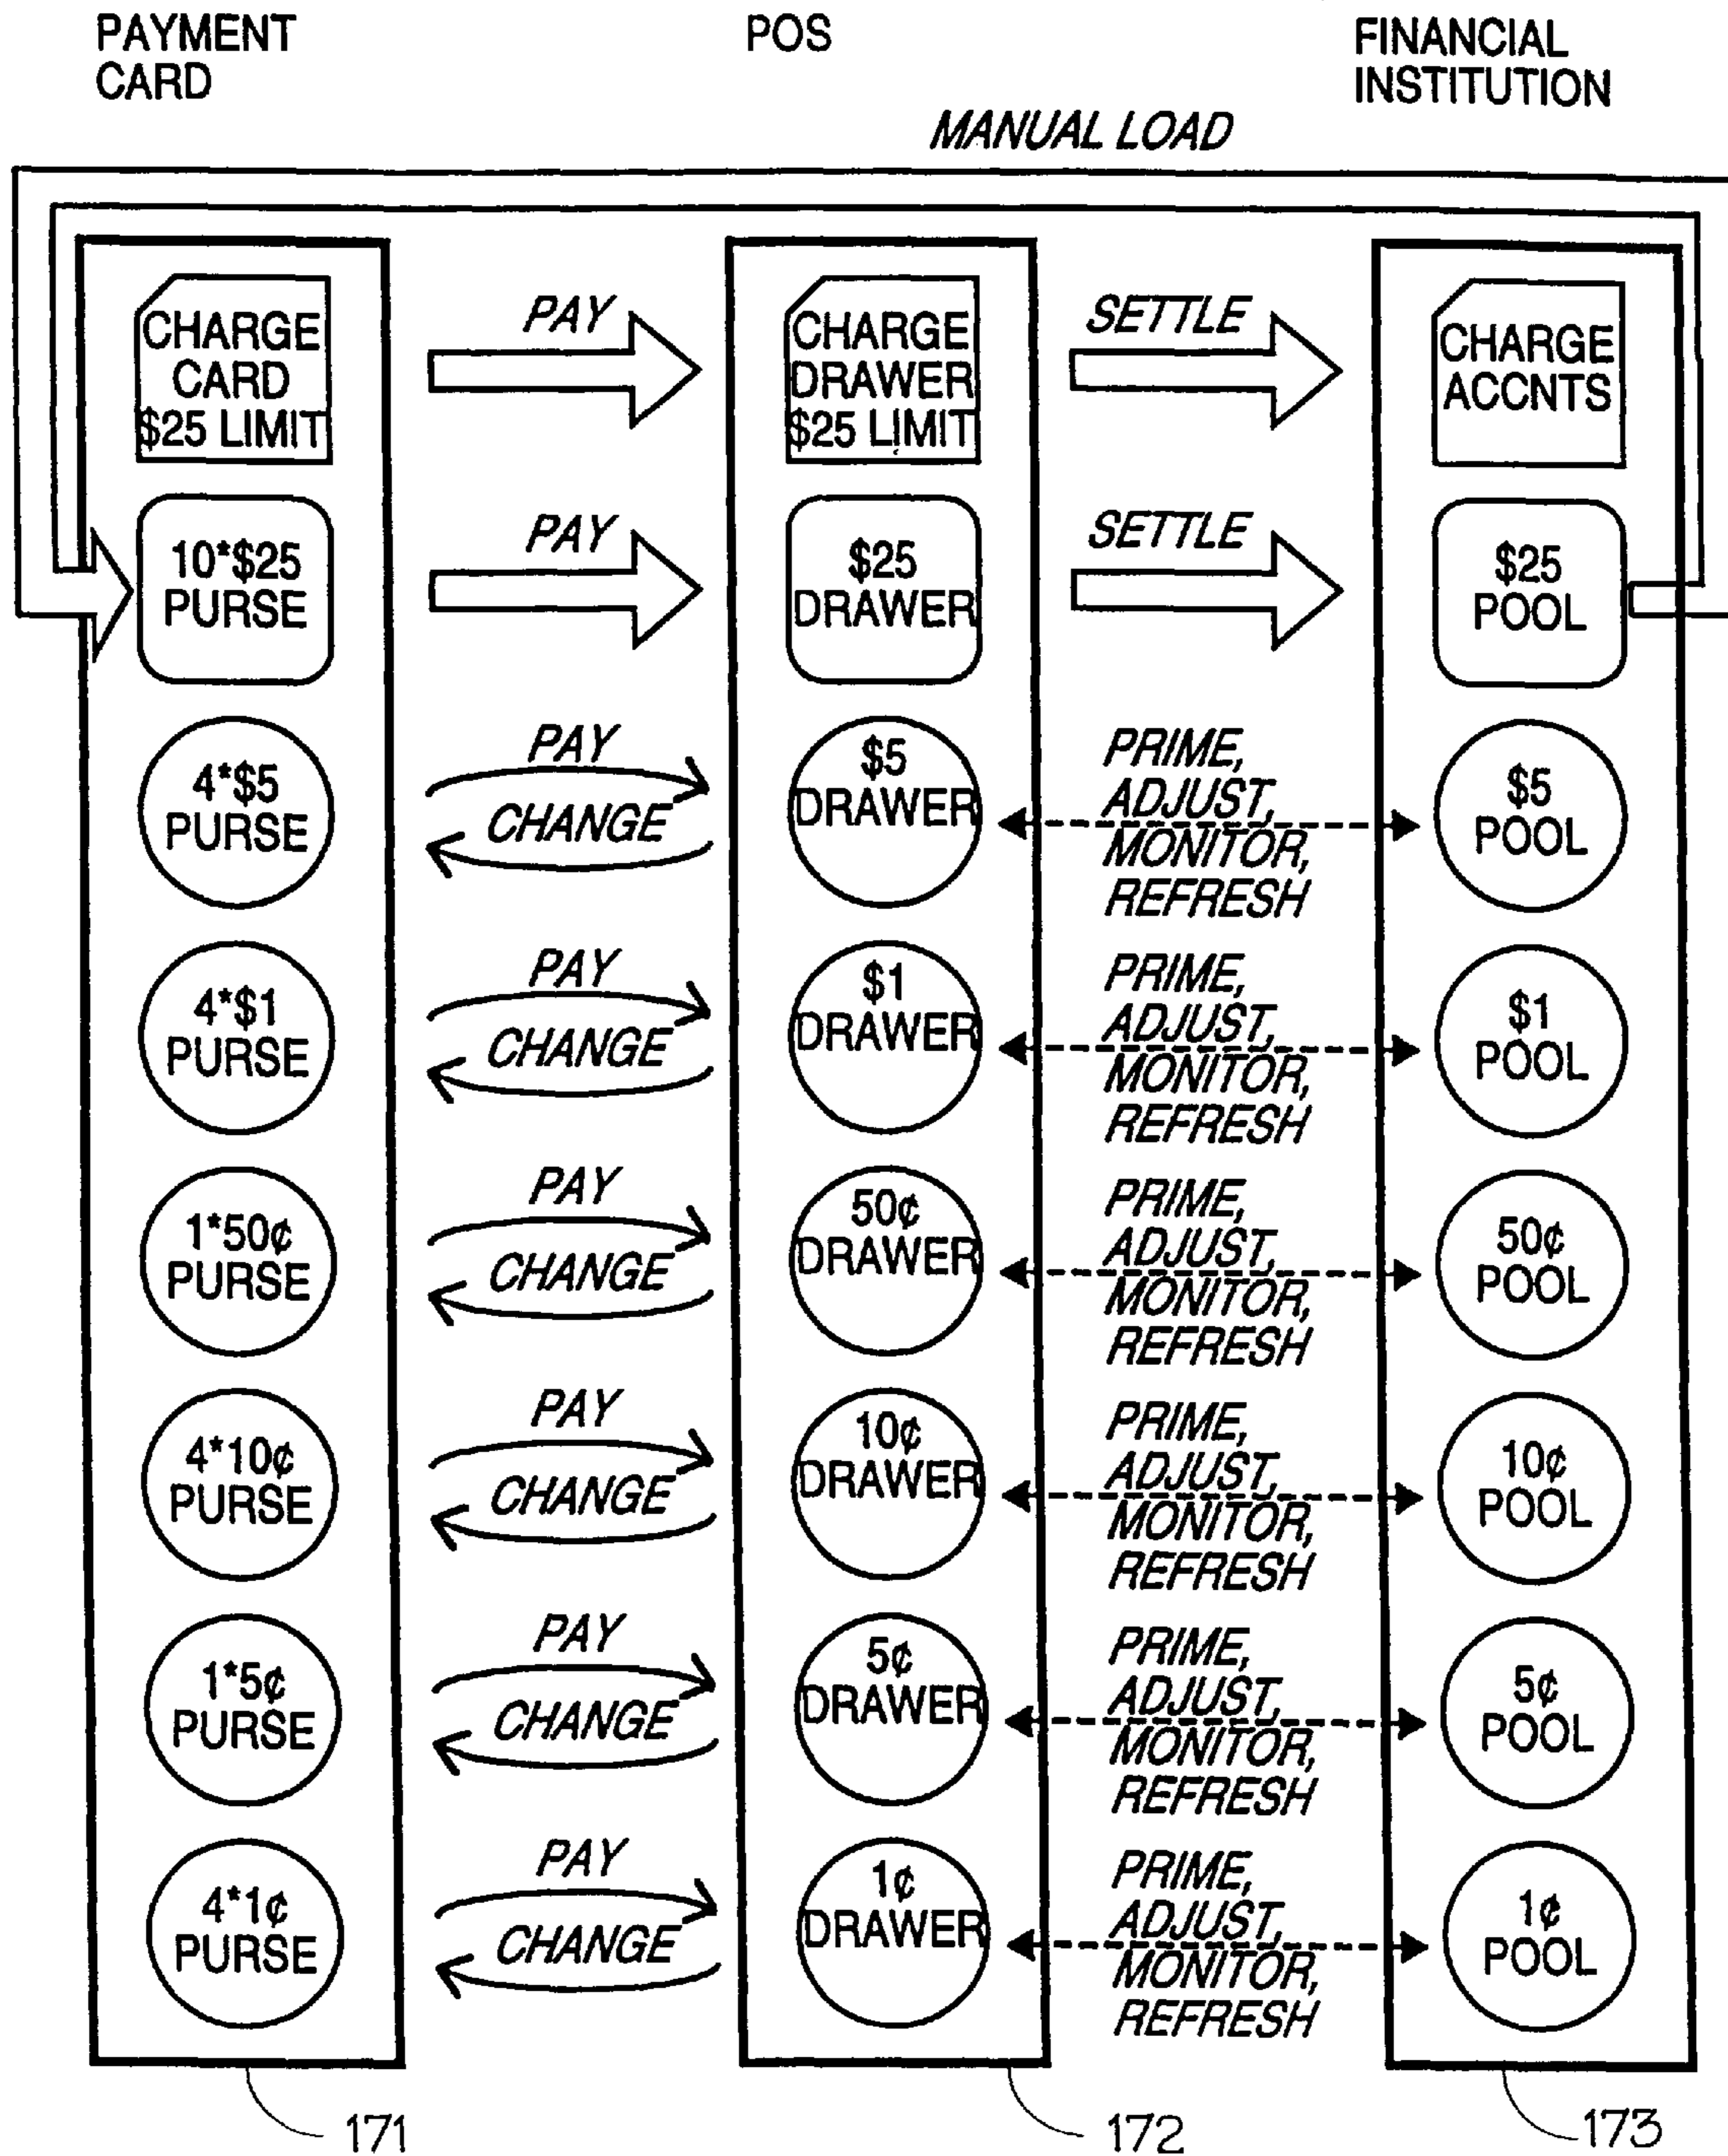 PAYMENT
CARD
POS
FINANCIAL
INSTITUTION
MANUAL LOAD
CHARGE
CARD
$25 LIMIT
PAY
CHARGE
DRAWER
$25 LIMIT
SETTLE
CHARGE
ACCNTS
10*$25
PURSE
PAY
$25
DRAWER
SETTLE
$25
POOL
4*$5
PURSE
PAY
CHANGE
$5
DRAWER
PRIME,
ADJUST,
MONITOR,
REFRESH
$5
POOL
4*$1
PURSE
PAY
CHANGE
$1
DRAWER
PRIME,
ADJUST,
MONITOR,
REFRESH
$1
POOL
1*50¢
PURSE
PAY
CHANGE
50¢
DRAWER
PRIME,
ADJUST,
MONITOR,
REFRESH
50¢
POOL
4*10¢
PURSE
PAY
CHANGE
10¢
DRAWER
PRIME,
ADJUST,
MONITOR,
REFRESH
10¢
POOL
1*5¢
PURSE
PAY
CHANGE
5¢
DRAWER
PRIME,
ADJUST,
MONITOR,
REFRESH
5¢
POOL
4*1¢
PURSE
PAY
CHANGE
1¢
DRAWER
PRIME,
ADJUST,
MONITOR,
REFRESH
1¢
POOL
171
172
173